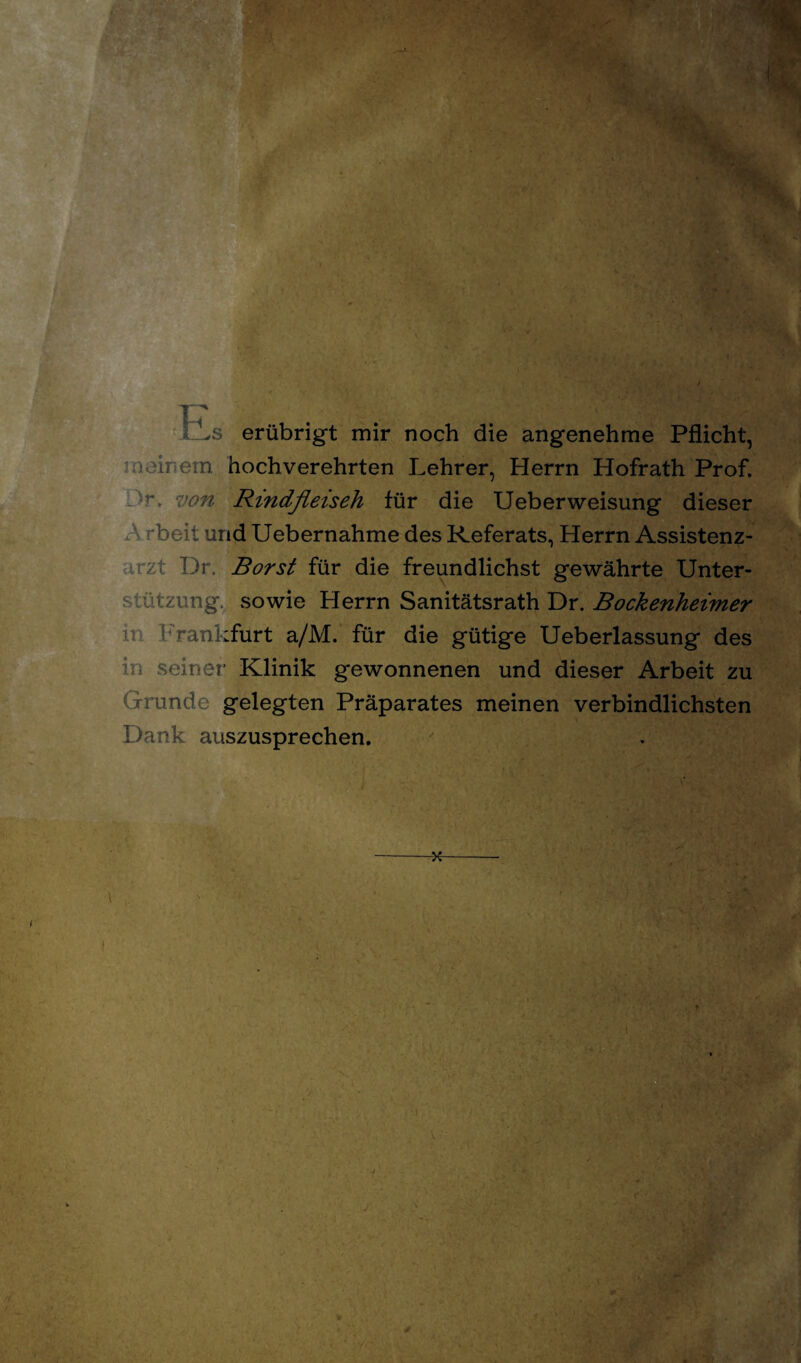 Es erübrigt mir noch die angenehme Pflicht,
meinem hochverehrten Lehrer, Herrn Hofrath Prof.
Dr. von Rindfleiseh für die Ueberweisung dieser
Arbeit und Uebernahme des Referats, Herrn Assistenz-
arzt Dr. Borst für die freundlichst gewährte Unter-
stützung, sowie Herrn Sanitätsrath Dr. Bockenheimer
in Frankfurt a/M. für die gütige Ueberlassung des
in seiner Klinik gewonnenen und dieser Arbeit zu
Grunde gelegten Präparates meinen verbindlichsten
Dank auszusprechen.